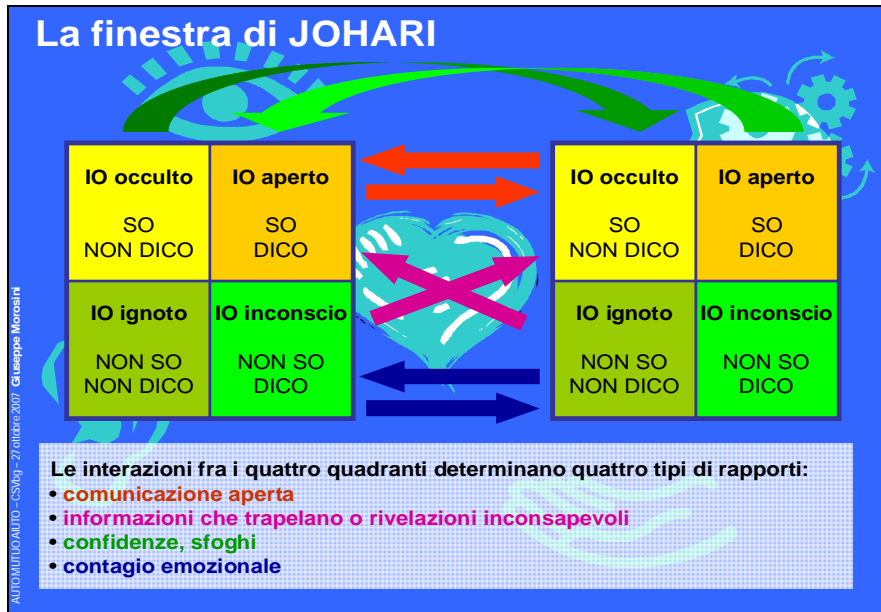 La finestra di JOHARI
IO occulto
SO
NON DICO
IO aperto
SO
DICO
IO ignoto
NON SO
NON DICO
IO inconscio
NON SO
DICO
IO occulto
SO
NON DICO
IO aperto
SO
DICO
IO ignoto
NON SO
NON DICO
IO inconscio
NON SO
DICO
AUTO MUTUO AIUTO – CSVbg – 27 ottobre 2007 Giuseppe Morosini
Le interazioni fra i quattro quadranti determinano quattro tipi di rapporti:
• comunicazione aperta
• informazioni che trapelano o rivelazioni inconsapevoli
• confidenze, sfoghi
• contagio emozionale